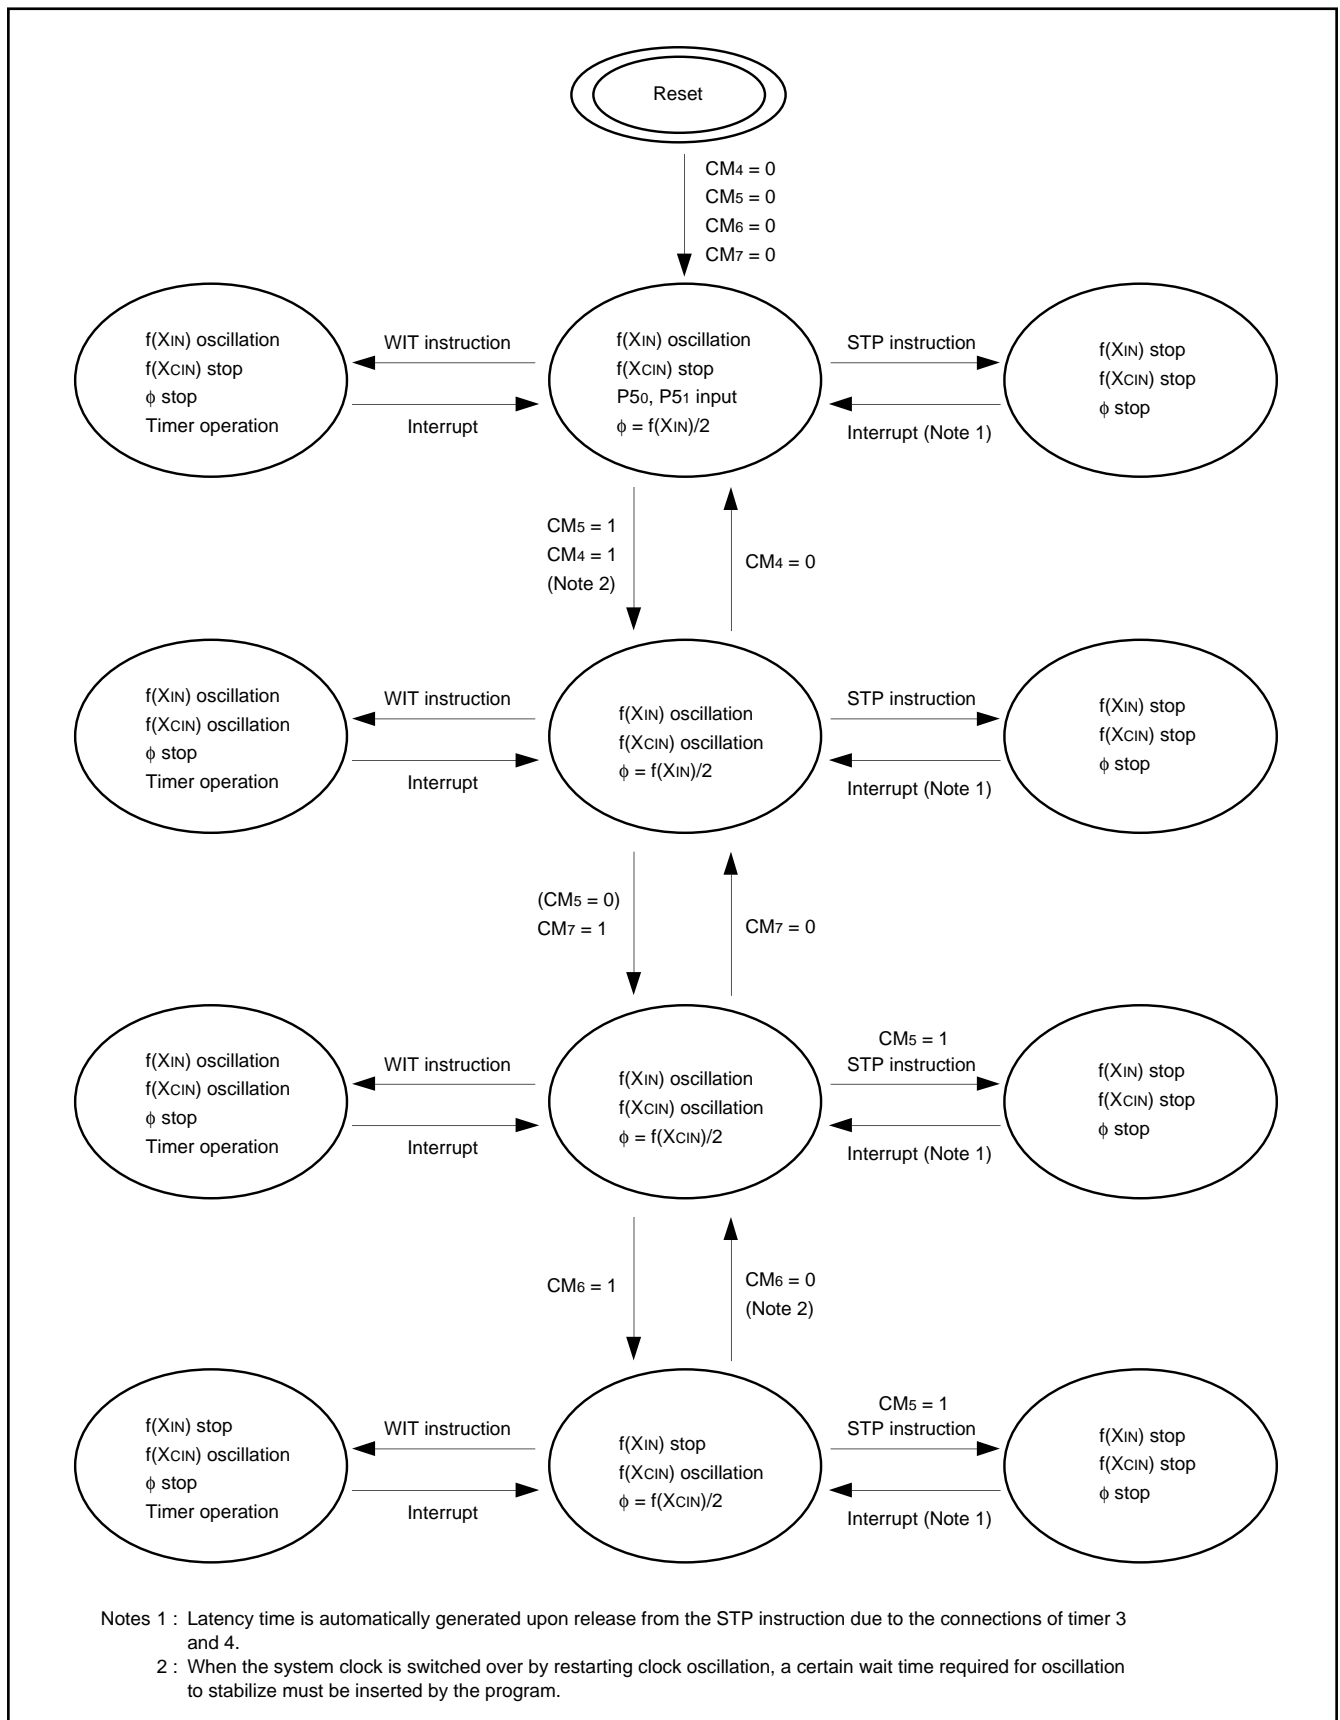 Reset
CM4 = 0
CM5 = 0
CM6 = 0
CM7 = 0
f(XIN) oscillation
f(XCIN) stop
φ stop
Timer operation
WIT instruction
Interrupt
f(XIN) oscillation
f(XCIN) stop
P50, P51 input
φ = f(XIN)/2
STP instruction
Interrupt (Note 1)
f(XIN) stop
f(XCIN) stop
φ stop
CM5 = 1
CM4 = 1
(Note 2)
CM4 = 0
f(XIN) oscillation
f(XCIN) oscillation
φ stop
Timer operation
WIT instruction
Interrupt
f(XIN) oscillation
f(XCIN) oscillation
φ = f(XIN)/2
STP instruction
Interrupt (Note 1)
f(XIN) stop
f(XCIN) stop
φ stop
(CM5 = 0)
CM7 = 1
CM7 = 0
f(XIN) oscillation
f(XCIN) oscillation
φ stop
Timer operation
WIT instruction
Interrupt
f(XIN) oscillation
f(XCIN) oscillation
φ = f(XCIN)/2
CM5 = 1
STP instruction
Interrupt (Note 1)
f(XIN) stop
f(XCIN) stop
φ stop
CM6 = 1
CM6 = 0
(Note 2)
f(XIN) stop
f(XCIN) oscillation
φ stop
Timer operation
WIT instruction
Interrupt
f(XIN) stop
f(XCIN) oscillation
φ = f(XCIN)/2
CM5 = 1
STP instruction
Interrupt (Note 1)
f(XIN) stop
f(XCIN) stop
φ stop
Notes 1 : Latency time is automatically generated upon release from the STP instruction due to the connections of timer 3
and 4.
2 : When the system clock is switched over by restarting clock oscillation, a certain wait time required for oscillation
to stabilize must be inserted by the program.